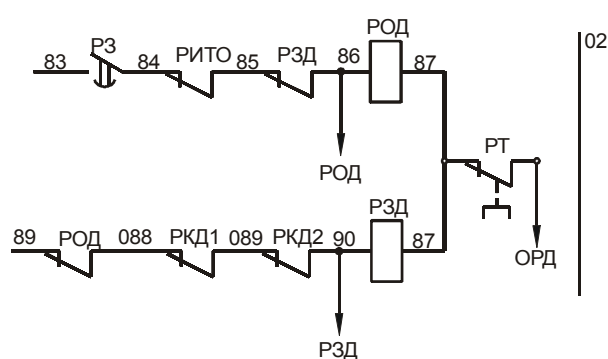 РОД
02
83 РЗ 84 РИТО 85 РЗД 86 87
РТ
РОД
РЗД
89 РОД 088 РКД1 089 РКД2 90 87
ОРД
РЗД